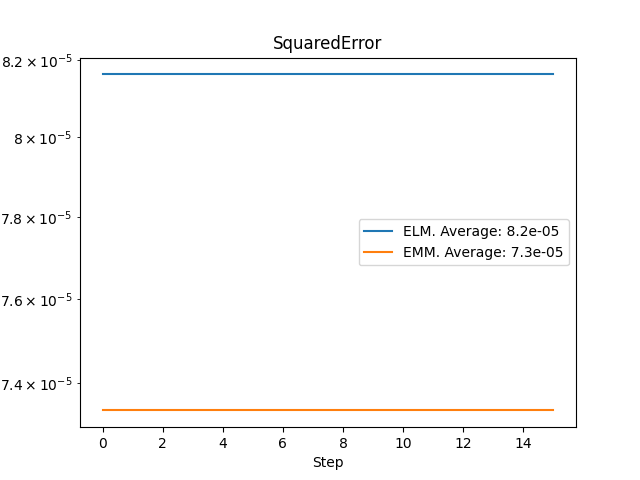 SquaredError
8.2 × 10⁻⁵
8 × 10⁻⁵
7.8 × 10⁻⁵
7.6 × 10⁻⁵
7.4 × 10⁻⁵
ELM. Average: 8.2e-05
EMM. Average: 7.3e-05
0 2 4 6 8 10 12 14
Step